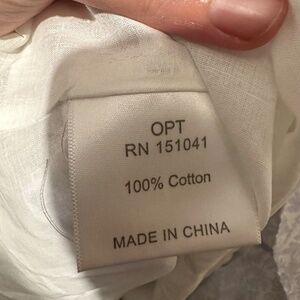 OPT
RN 151041
100% Cotton
MADE IN CHINA